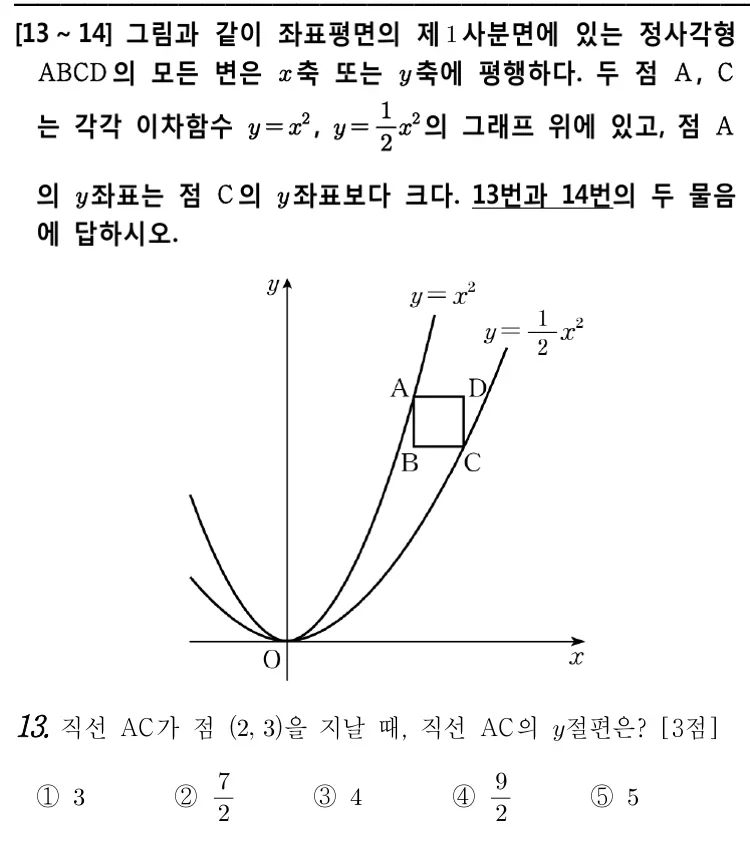 [13 ~ 14] 그림과 같이 좌표평면의 제1사분면에 있는 정사각형
ABCD의 모든 변은 x축 또는 y축에 평행하다. 두 점 A, C
는 각각 이차함수 y=x², y=\frac{1}{2}x²의 그래프 위에 있고, 점 A
의 y좌표는 점 C의 y좌표보다 크다. 13번과 14번의 두 물음
에 답하시오.
y
y=x²
y=\frac{1}{2}x²
A
D
B
C
O
x
13. 직선 AC가 점 (2, 3)을 지날 때, 직선 AC의 y절편은? [3점]
① 3 ② \frac{7}{2} ③ 4 ④ \frac{9}{2} ⑤ 5